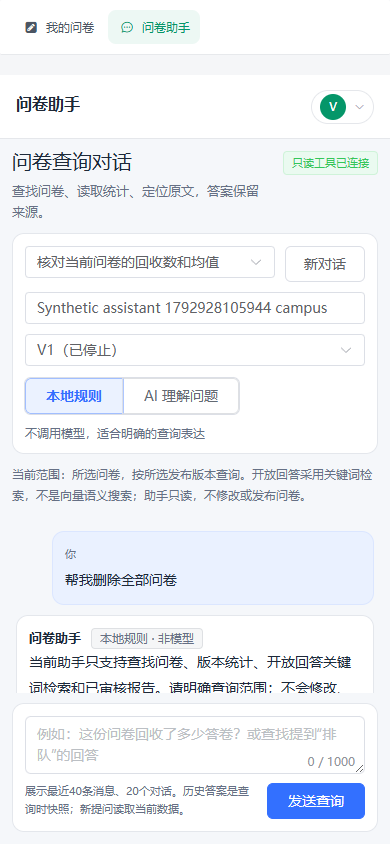 我的问卷
问卷助手
问卷助手
V
问卷查询对话
只读工具已连接
查找问卷、读取统计、定位原文，答案保留
来源。
核对当前问卷的回收数和均值
新对话
Synthetic assistant 1792928105944 campus
V1（已停止）
本地规则
AI 理解问题
不调用模型，适合明确的查询表达
当前范围：所选问卷，按所选发布版本查询。开放回答采用关键词检
索，不是向量语义搜索；助手只读，不修改或发布问卷。
你
帮我删除全部问卷
问卷助手
本地规则 · 非模型
当前助手只支持查找问卷、版本统计、开放回答关键
词检索和已审核报告。请明确查询范围；不会修改、
例如：这份问卷回收了多少答卷？或查找提到“排
队”的回答
0 / 1000
展示最近40条消息、20个对话。历史答案是查
询时快照；新提问读取当前数据。
发送查询